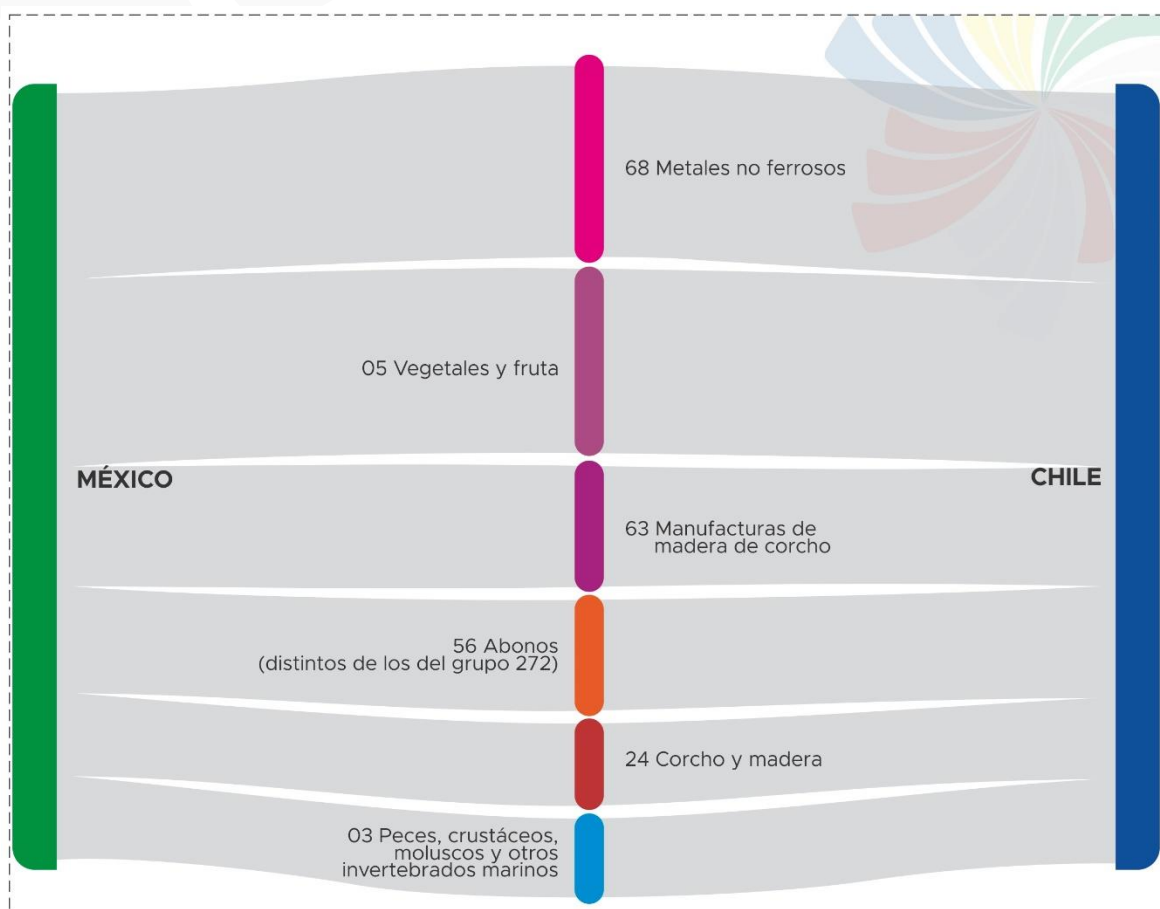 68 Metales no ferrosos
05 Vegetales y fruta
MÉXICO
CHILE
63 Manufacturas de
madera de corcho
56 Abonos
(distintos de los del grupo 272)
24 Corcho y madera
03 Peces, crustáceos,
moluscos y otros
invertebrados marinos